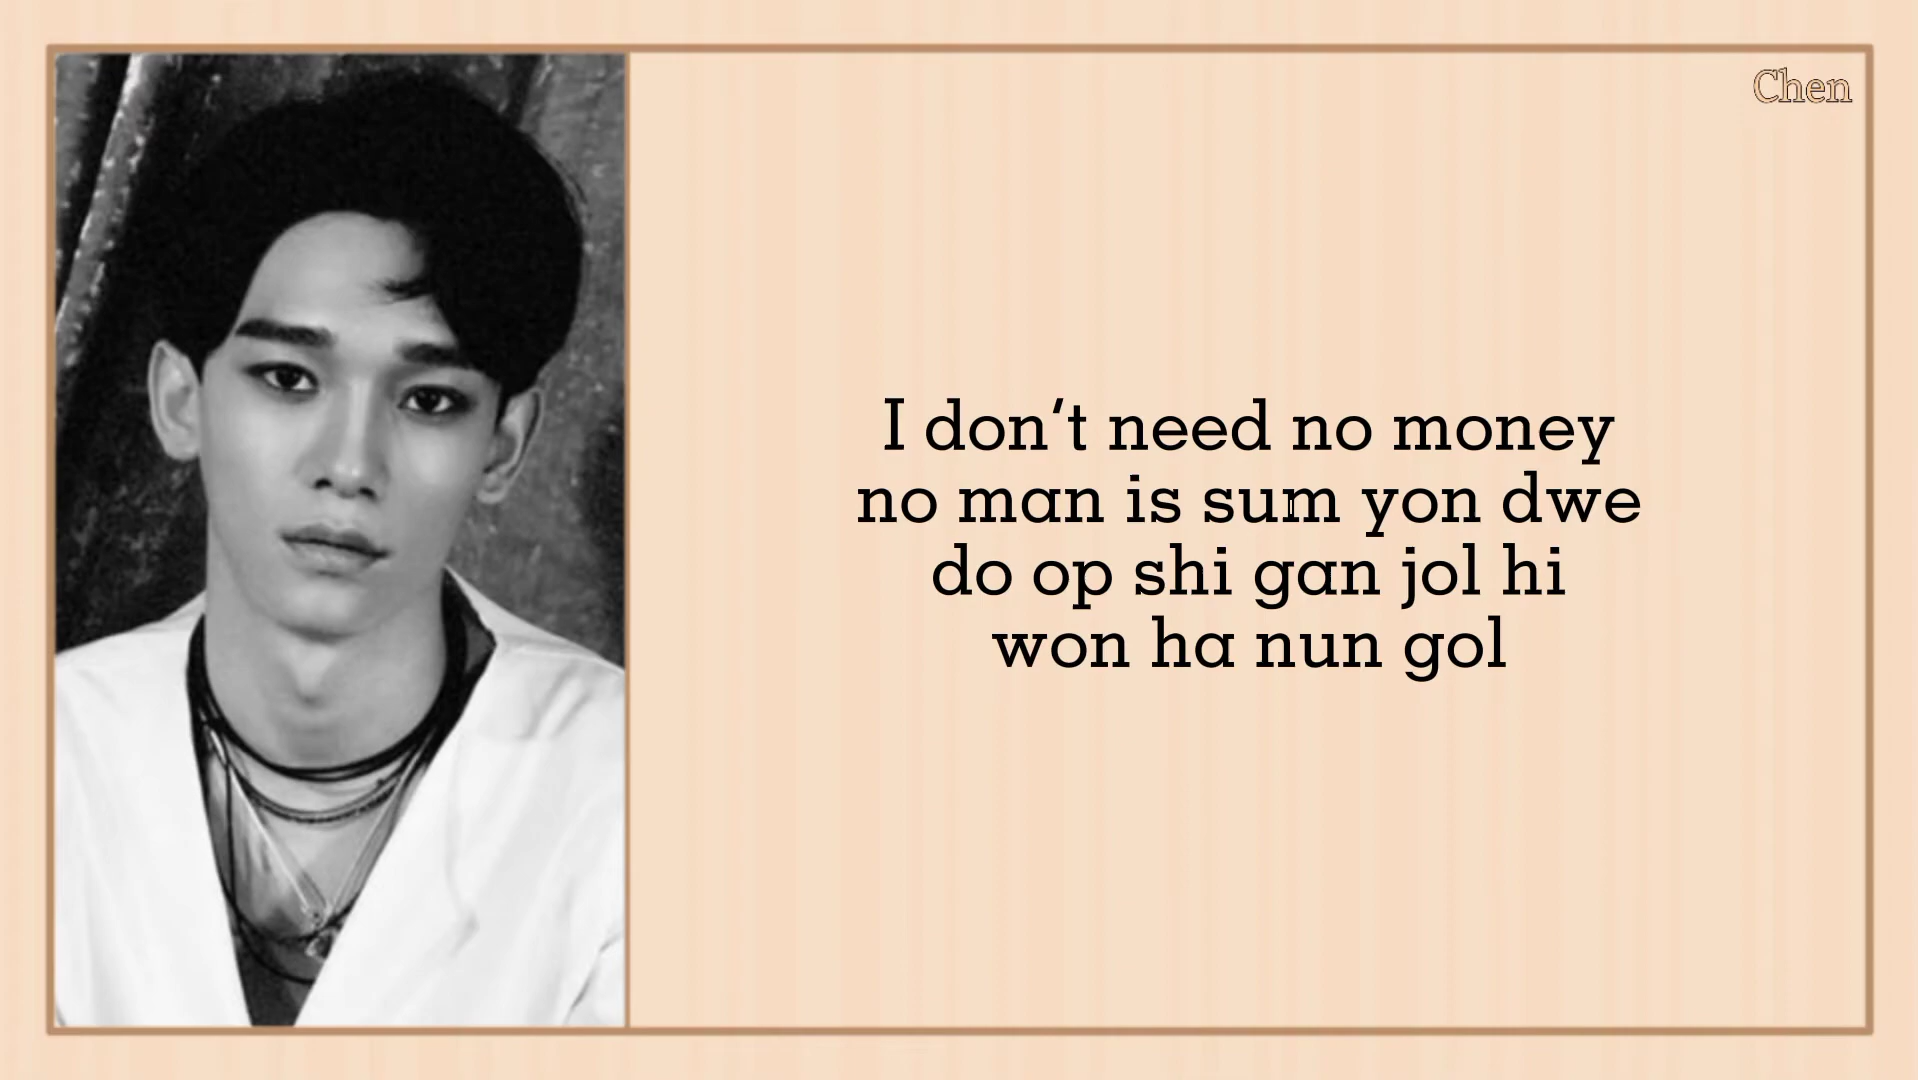 Chen
I don't need no money
no man is sum yon dwe
do op shi gan jol hi
won ha nun gol